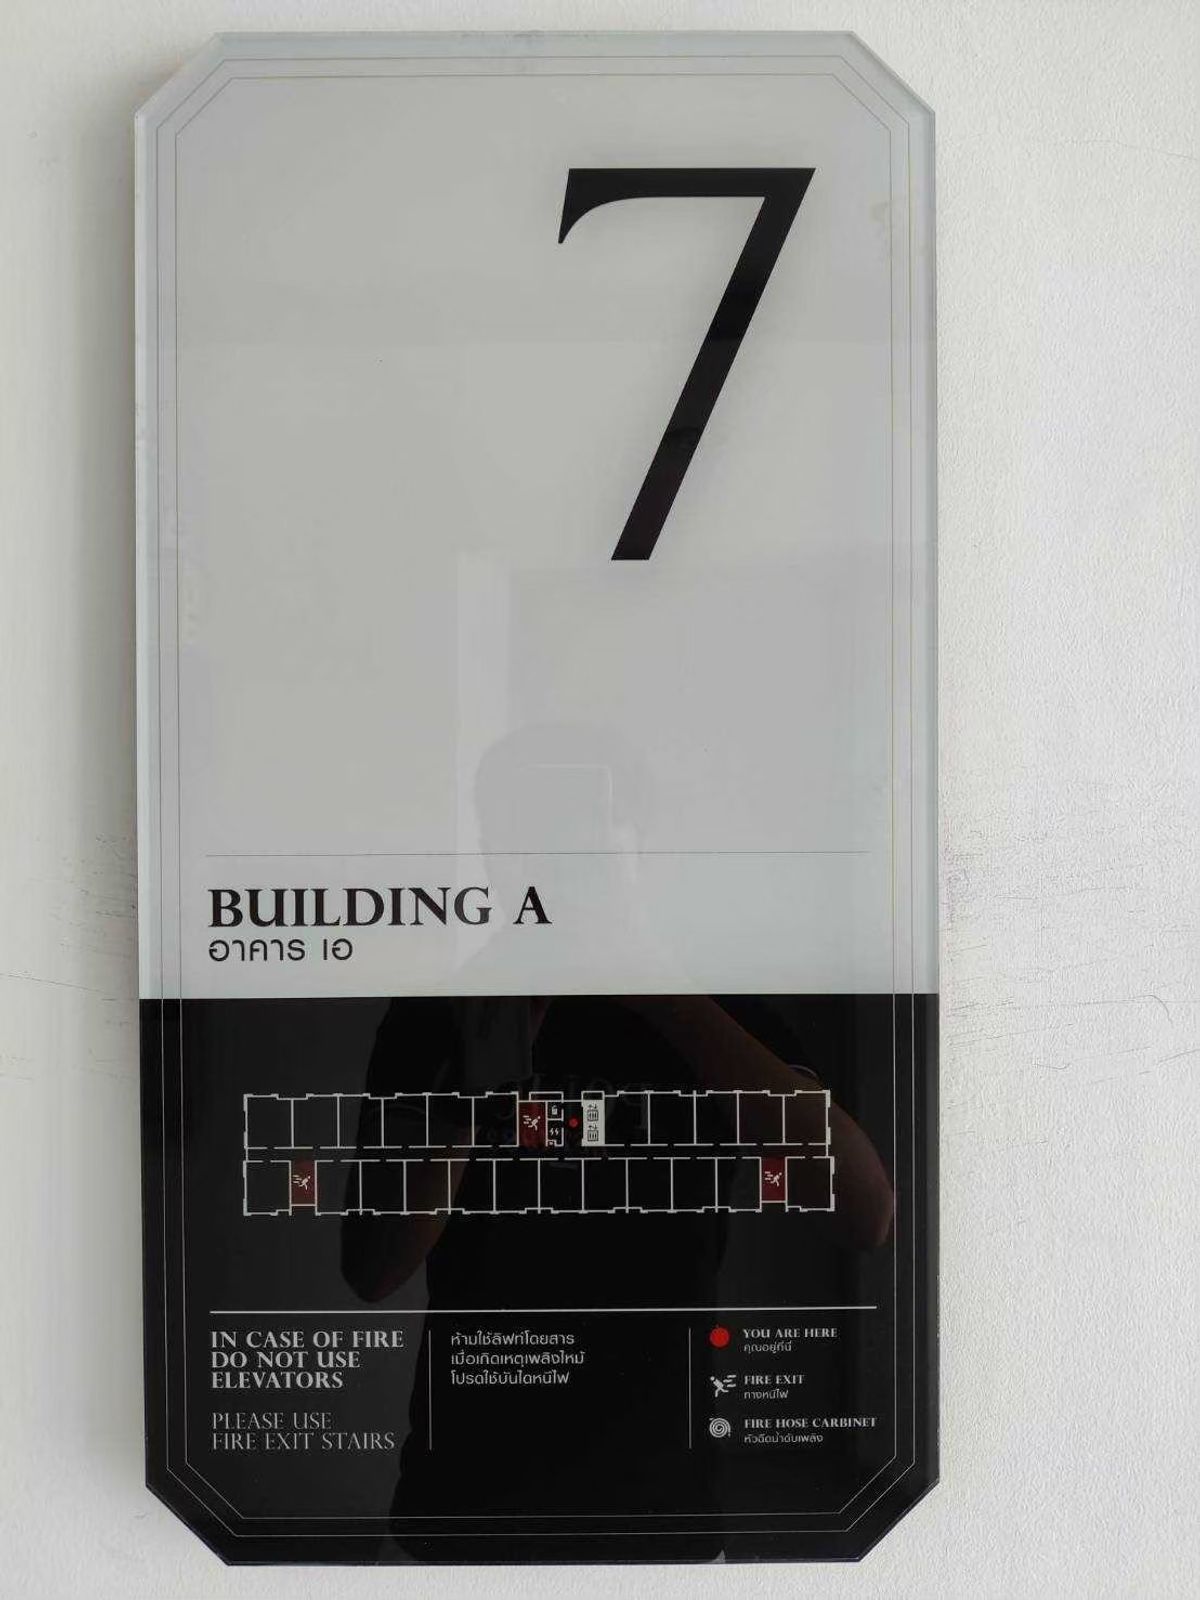 7
BUILDING A
อาคาร เอ
IN CASE OF FIRE
DO NOT USE
ELEVATORS
PLEASE USE
FIRE EXIT STAIRS
ห้ามใช้ลิฟท์โดยสาร
เมื่อเกิดเหตุเพลิงไหม้
โปรดใช้บันไดหนีไฟ
YOU ARE HERE
คุณอยู่ที่นี่
FIRE EXIT
ทางหนีไฟ
FIRE HOSE CARBINET
หัวฉีดน้ำดับเพลิง